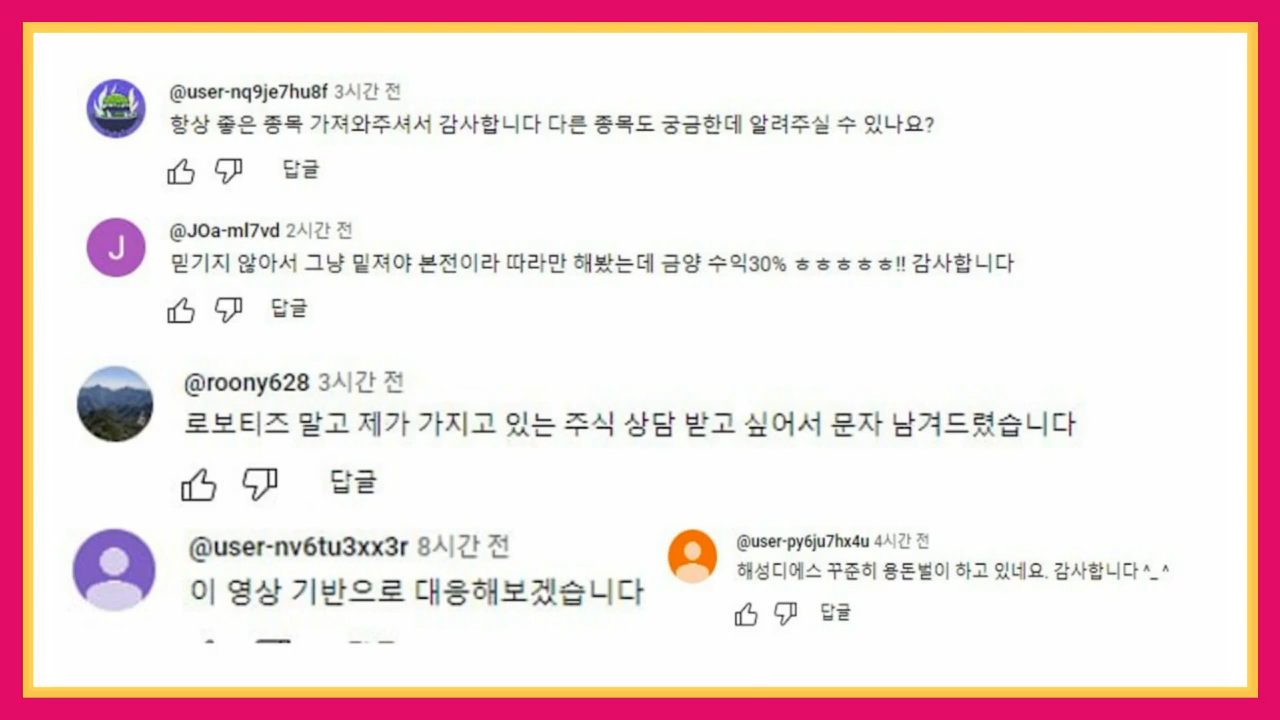 @user-nq9je7hu8f 3시간 전
항상 좋은 종목 가져와주셔서 감사합니다 다른 종목도 궁금한데 알려주실 수 있나요?
답글
J
@JOa-ml7vd 2시간 전
믿기지 않아서 그냥 밑져야 본전이라 따라만 해봤는데 금양 수익30% ㅎㅎㅎㅎㅎ!! 감사합니다
답글
@roony628 3시간 전
로보티즈 말고 제가 가지고 있는 주식 상담 받고 싶어서 문자 남겨드렸습니다
답글
@user-nv6tu3xx3r 8시간 전
이 영상 기반으로 대응해보겠습니다
@user-py6ju7hx4u 4시간 전
해성디에스 꾸준히 용돈벌이 하고 있네요. 감사합니다 ^_^
답글